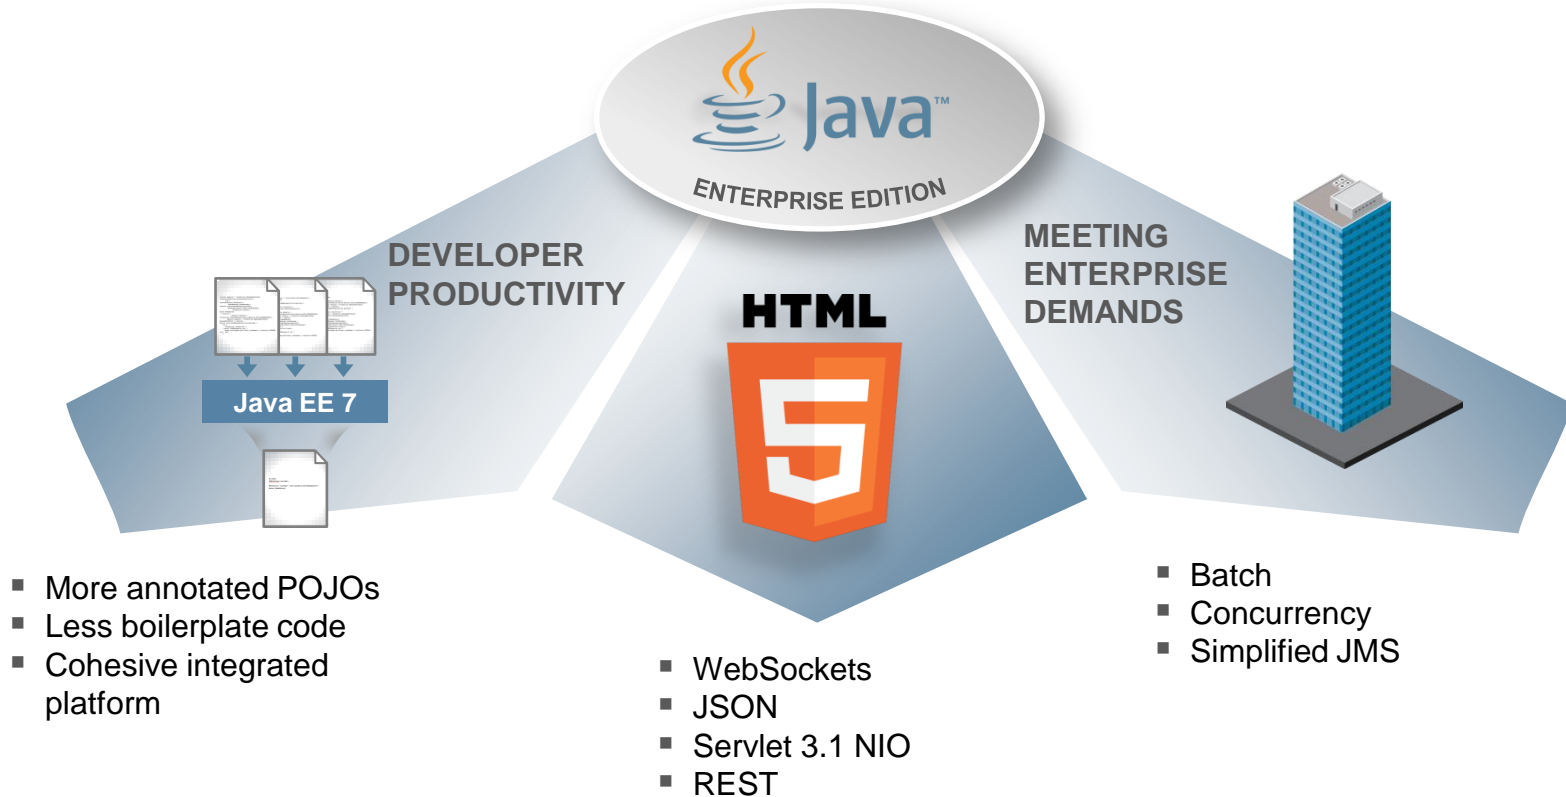 Java™
ENTERPRISE EDITION
DEVELOPER
PRODUCTIVITY
Java EE 7
More annotated POJOs
Less boilerplate code
Cohesive integrated
platform
HTML
5
WebSockets
JSON
Servlet 3.1 NIO
REST
MEETING
ENTERPRISE
DEMANDS
Batch
Concurrency
Simplified JMS